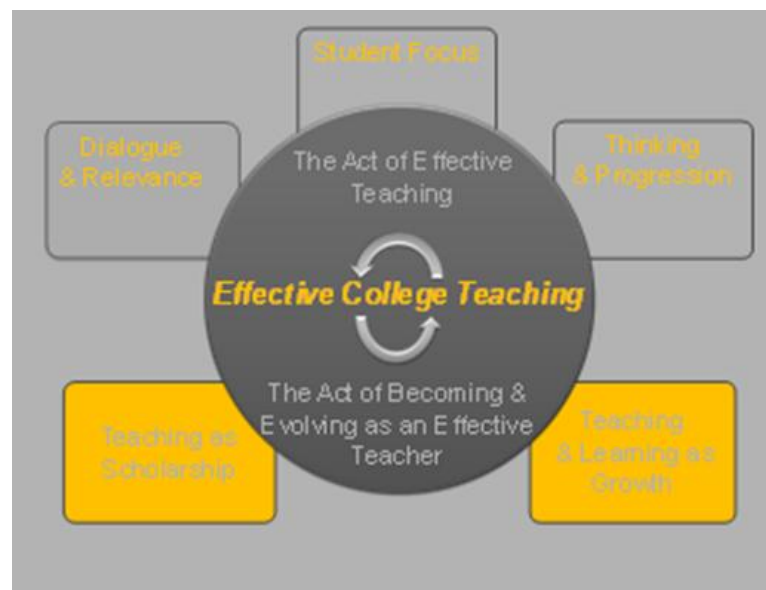 Student Focus
Dialogue
& Relevance
Thinking
& Progression
The Act of Effective
Teaching
Effective College Teaching
The Act of Becoming &
Evolving as an Effective
Teacher
Teaching as
Scholarship
Teaching
& Learning as
Growth